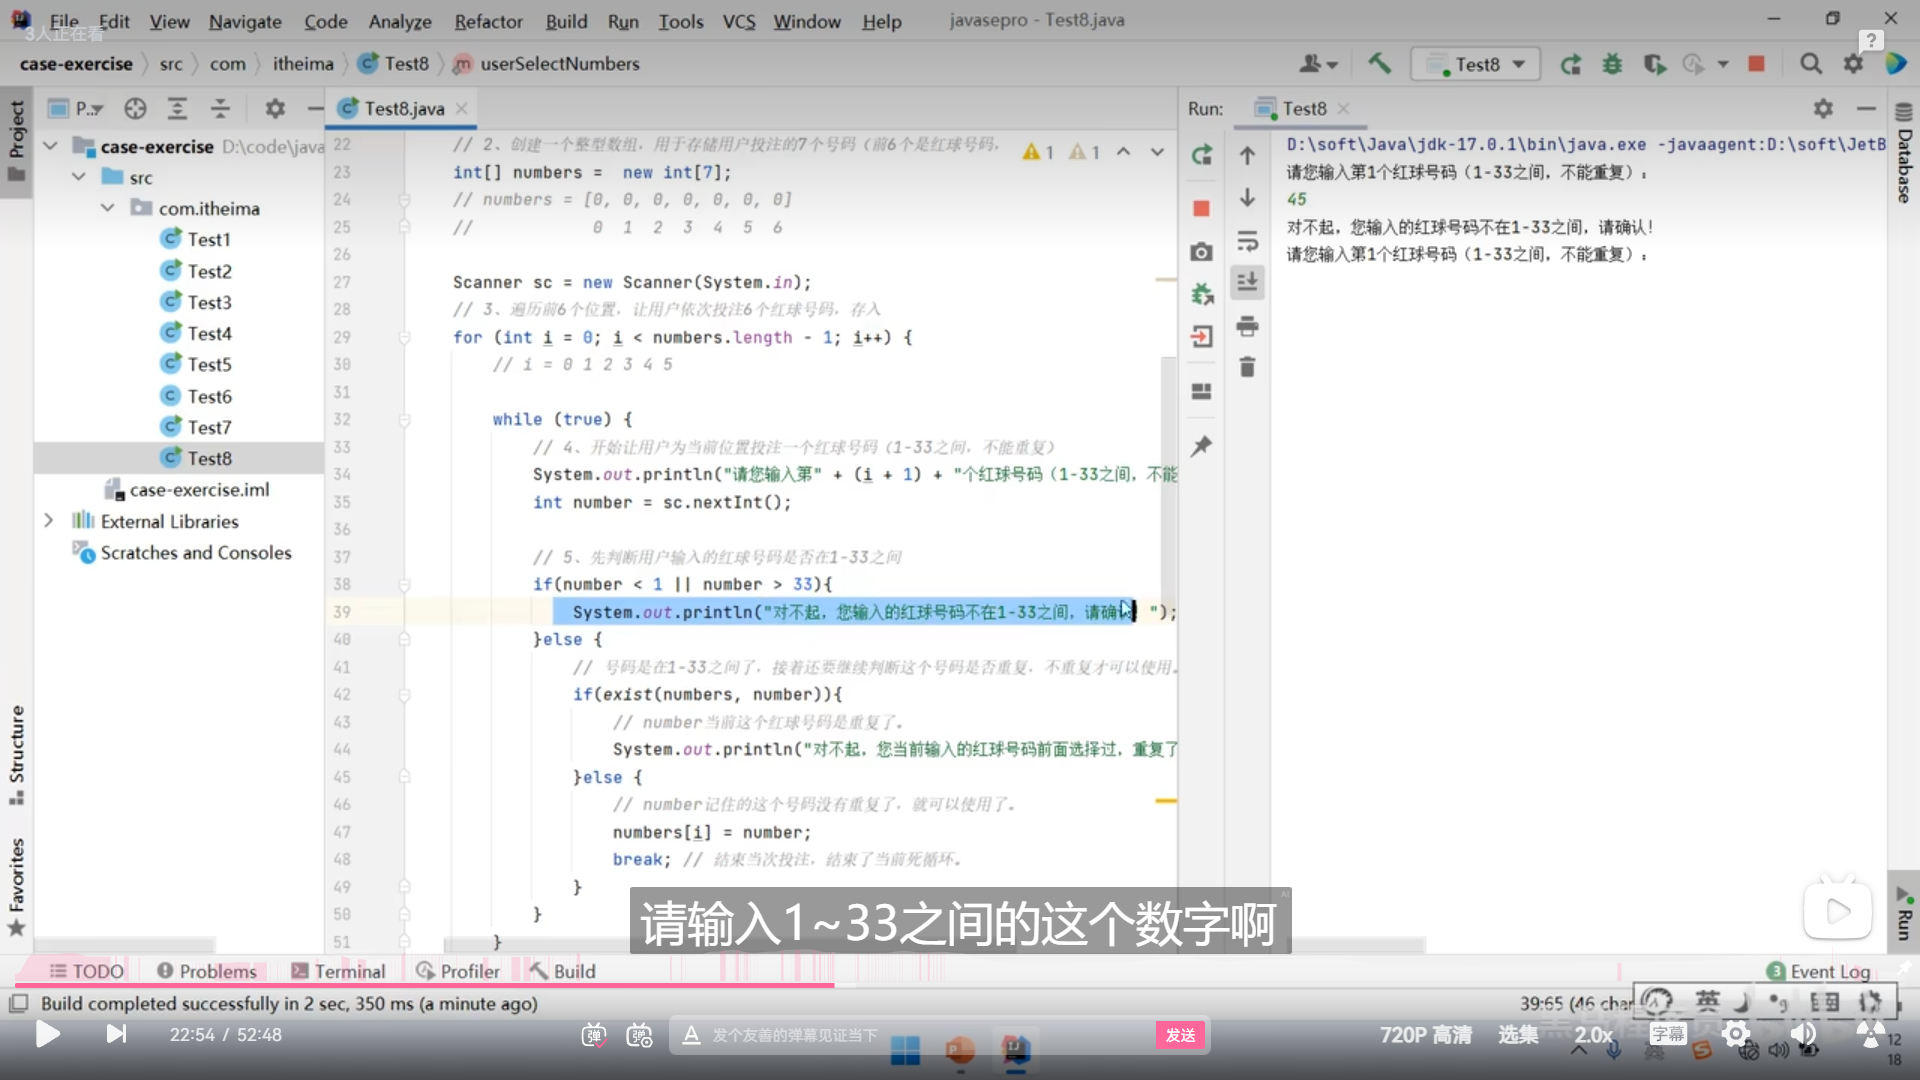 File Edit View Navigate Code Analyze Refactor Build Run Tools VCS Window Help javasepro - Test8.java
3人正在看
case-exercise src com itheima Test8 userSelectNumbers Test8
Project P.. Test8.java Run: Test8 Database
case-exercise D:\code\java
src
com.itheima
Test1
Test2
Test3
Test4
Test5
Test6
Test7
Test8
case-exercise.iml
External Libraries
Scratches and Consoles
Structure
Favorites
22 // 2、创建一个整型数组，用于存储用户投注的7个号码（前6个是红球号码， 1 1
23 int[] numbers = new int[7];
24 // numbers = [0, 0, 0, 0, 0, 0, 0]
25 // 0 1 2 3 4 5 6
26
27 Scanner sc = new Scanner(System.in);
28 // 3、遍历前6个位置，让用户依次投注6个红球号码，存入
29 for (int i = 0; i < numbers.length - 1; i++) {
30 // i = 0 1 2 3 4 5
31
32 while (true) {
33 // 4、开始让用户为当前位置投注一个红球号码（1-33之间，不能重复）
34 System.out.println("请您输入第" + (i + 1) + "个红球号码（1-33之间，不能
35 int number = sc.nextInt();
36
37 // 5、先判断用户输入的红球号码是否在1-33之间
38 if(number < 1 || number > 33){
39 System.out.println("对不起，您输入的红球号码不在1-33之间，请确认 ");
40 }else {
41 // 号码是在1-33之间了，接着还要继续判断这个号码是否重复，不重复才可以使用。
42 if(exist(numbers, number)){
43 // number当前这个红球号码是重复了。
44 System.out.println("对不起，您当前输入的红球号码前面选择过，重复了
45 }else {
46 // number记住的这个号码没有重复了，就可以使用了。
47 numbers[i] = number;
48 break; // 结束当次投注，结束了当前死循环。
49 }
50 }
51 }
D:\soft\Java\jdk-17.0.1\bin\java.exe -javaagent:D:\soft\JetB
请您输入第1个红球号码（1-33之间，不能重复）：
45
对不起，您输入的红球号码不在1-33之间，请确认！
请您输入第1个红球号码（1-33之间，不能重复）：
请输入1~33之间的这个数字啊
Run
TODO Problems Terminal Profiler Build 3 Event Log
Build completed successfully in 2 sec, 350 ms (a minute ago) 39:65 (46 char 英
22:54 / 52:48 弹 弹 发个友善的弹幕见证当下 发送 720P 高清 选集 2.0x 字幕
12
18